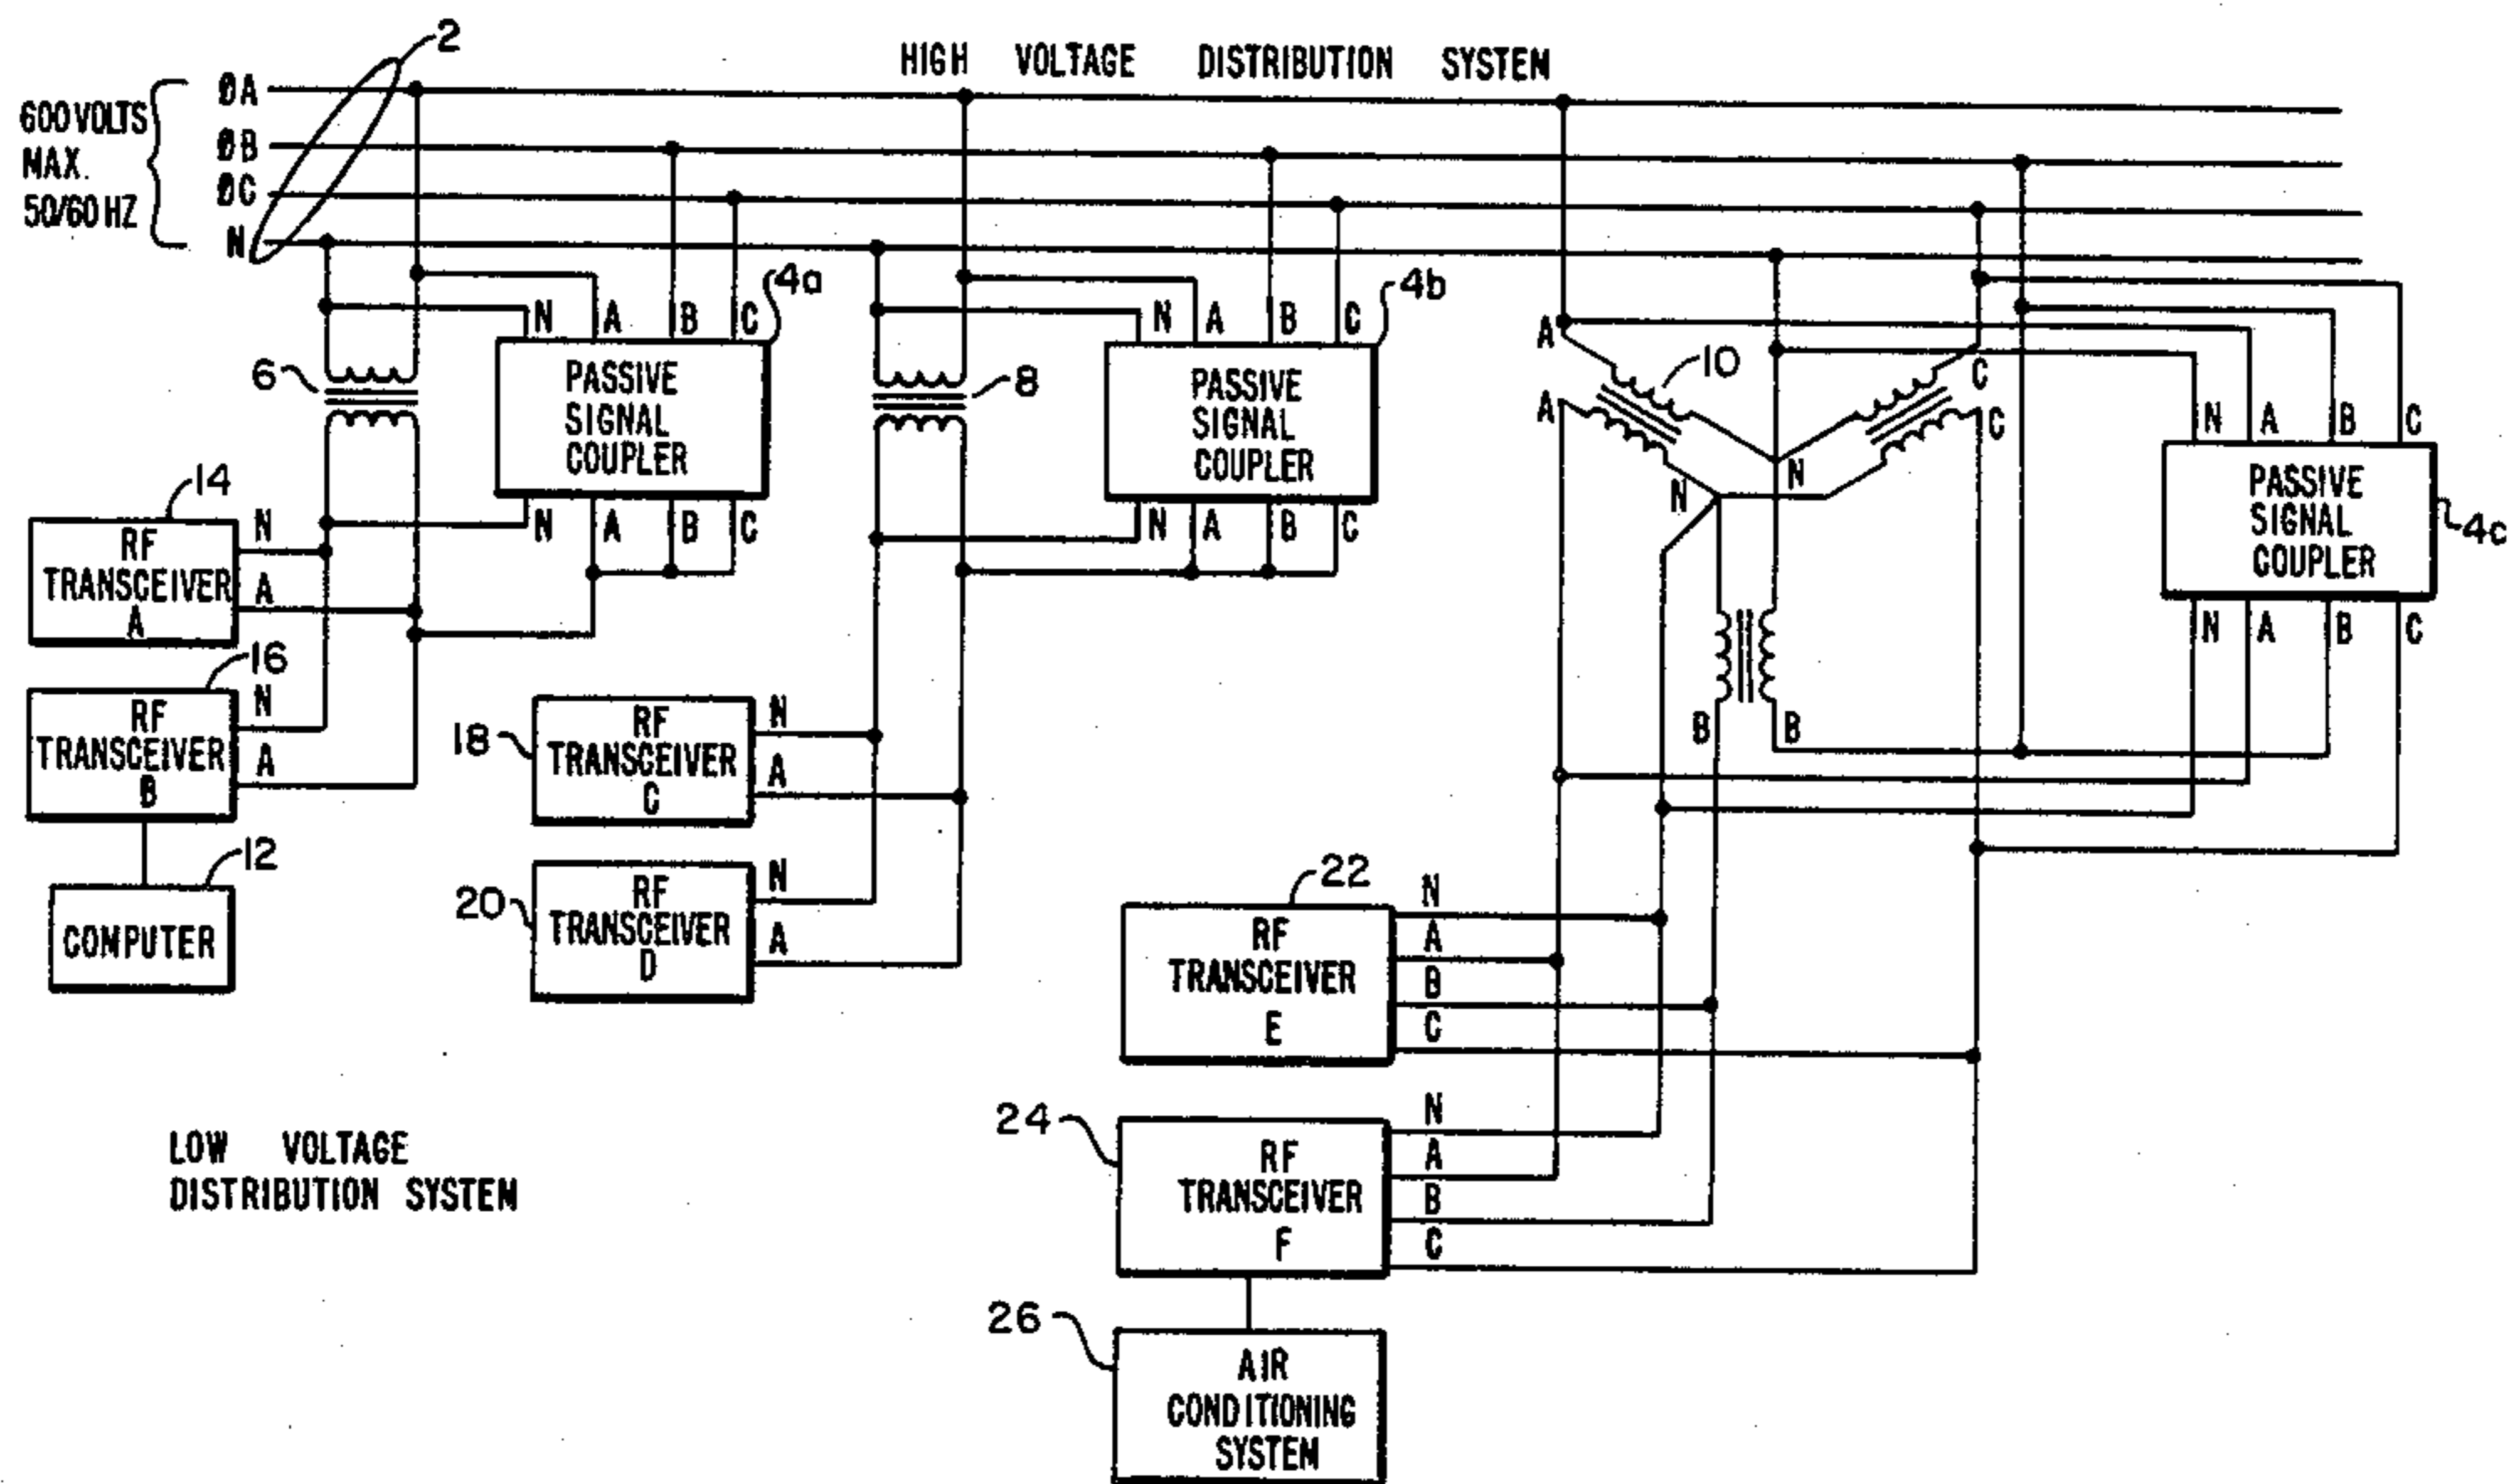 2
HIGH VOLTAGE DISTRIBUTION SYSTEM
600 VOLTS
MAX.
50/60 HZ
ØA
ØB
ØC
N
4a
4b
N A B C
N A B C
A
10
C
6
PASSIVE
SIGNAL
COUPLER
8
PASSIVE
SIGNAL
COUPLER
A
C
N A B C
N
N
14
N A B C
N A B C
PASSIVE
SIGNAL
COUPLER
4c
RF
TRANSCEIVER
A
N
A
N A B C
16
RF
TRANSCEIVER
B
N
A
18
RF
TRANSCEIVER
C
N
A
B
B
12
COMPUTER
20
RF
TRANSCEIVER
D
N
A
22
RF
TRANSCEIVER
E
N
A
B
C
LOW VOLTAGE
DISTRIBUTION SYSTEM
24
RF
TRANSCEIVER
F
N
A
B
C
26
AIR
CONDITIONING
SYSTEM